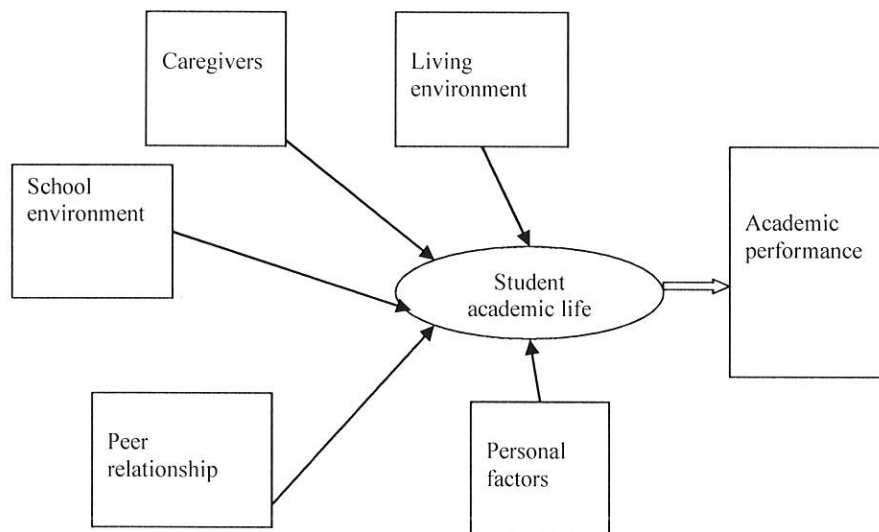 Caregivers
Living
environment
School
environment
Academic
performance
Student
academic life
Peer
relationship
Personal
factors